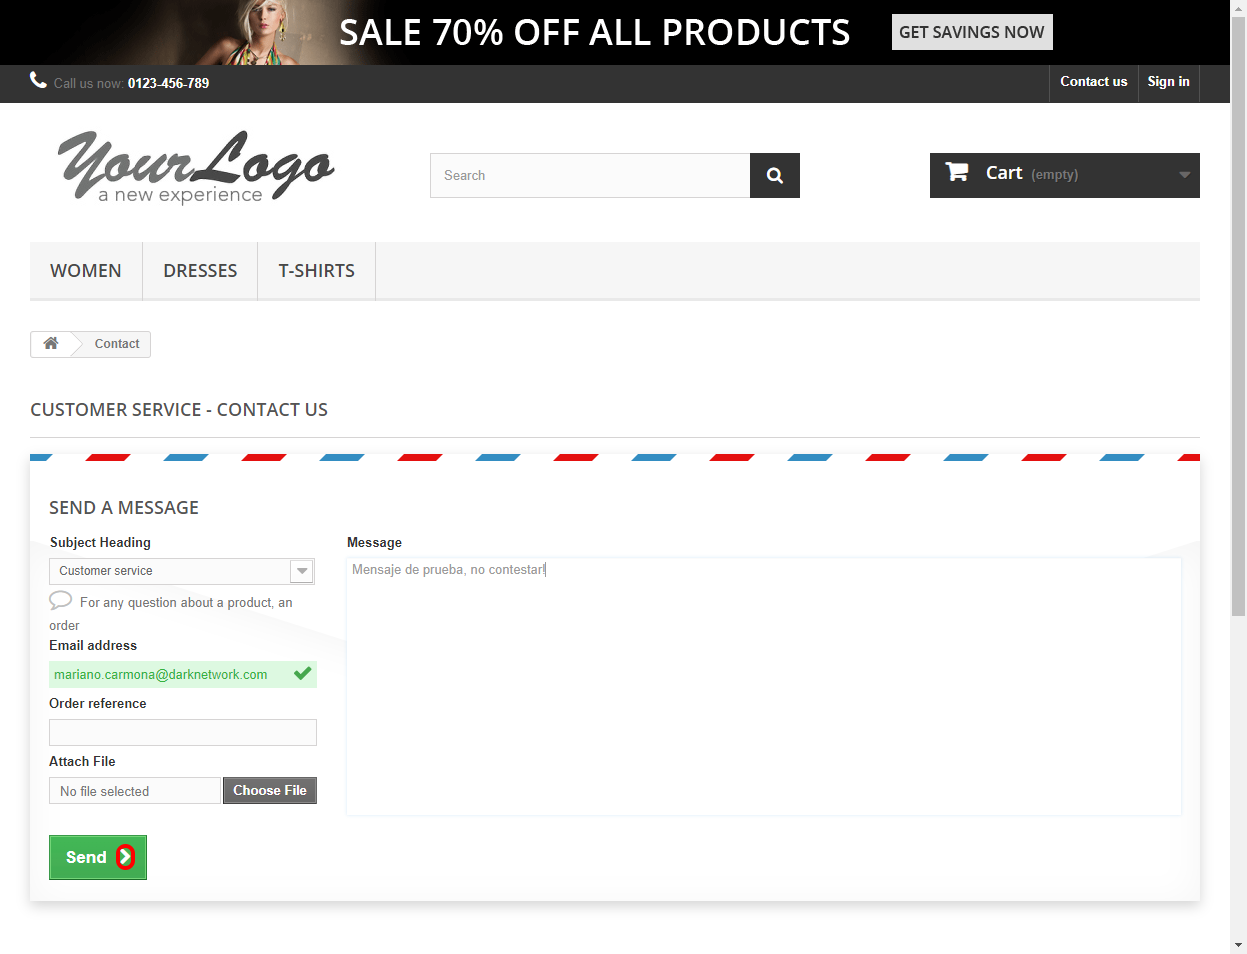 SALE 70% OFF ALL PRODUCTS GET SAVINGS NOW
Call us now: 0123-456-789 Contact us Sign in
Your Logo
a new experience
Search
Cart (empty)
WOMEN DRESSES T-SHIRTS
Contact
CUSTOMER SERVICE - CONTACT US
SEND A MESSAGE
Subject Heading
Customer service
For any question about a product, an
order
Email address
mariano.carmona@darknetwork.com
Order reference
Attach File
No file selected Choose File
Send
Message
Mensaje de prueba, no contestar!